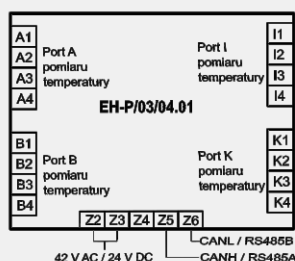 A1
A2
A3
A4
Port A
pomiaru
temperatury
I1
I2
I3
I4
Port I
pomiaru
temperatury
EH-P/03/04.01
B1
B2
B3
B4
Port B
pomiaru
temperatury
K1
K2
K3
K4
Port K
pomiaru
temperatury
Z2 Z3 Z4 Z5 Z6
CANL / RS485B
42 V AC / 24 V DC
CANH / RS485A